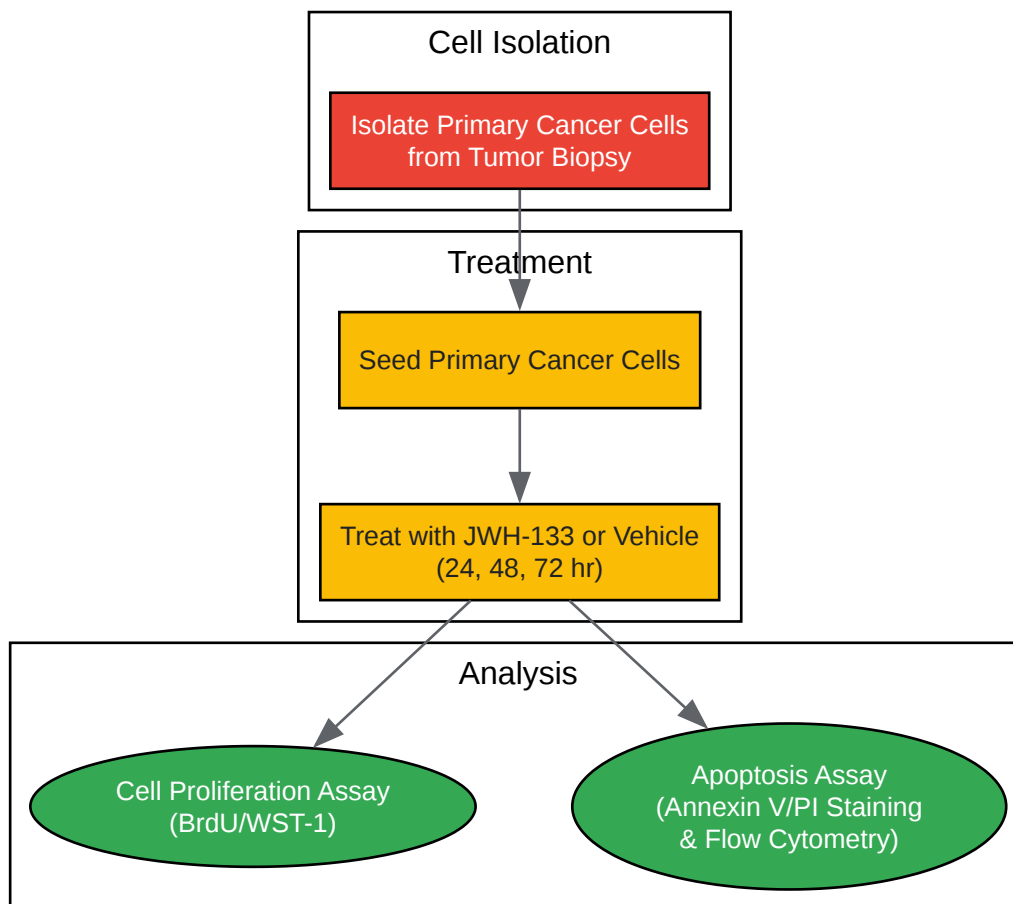 Cell Isolation
Isolate Primary Cancer Cells
from Tumor Biopsy
Treatment
Seed Primary Cancer Cells
Treat with JWH-133 or Vehicle
(24, 48, 72 hr)
Analysis
Cell Proliferation Assay
(BrdU/WST-1)
Apoptosis Assay
(Annexin V/PI Staining
& Flow Cytometry)